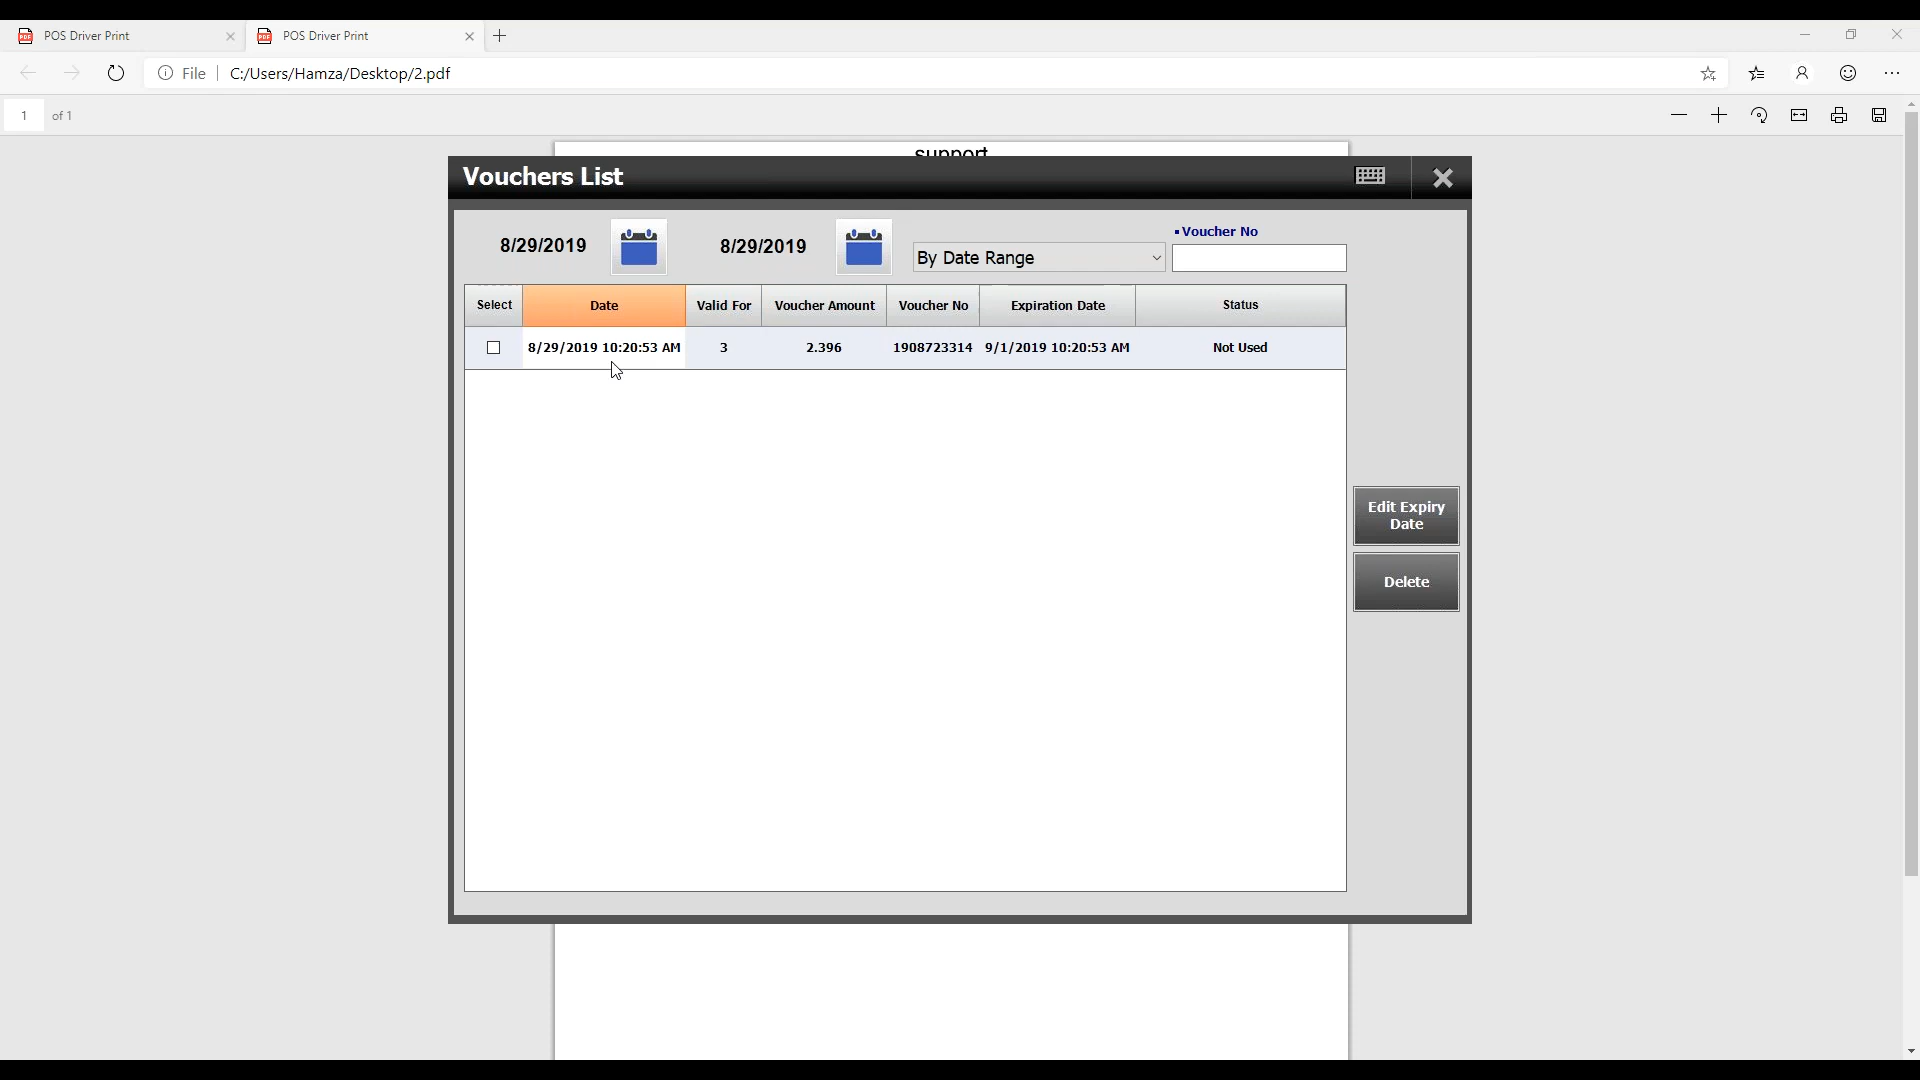 POS Driver Print
POS Driver Print
File C:/Users/Hamza/Desktop/2.pdf
1 of 1
support
Vouchers List
8/29/2019 8/29/2019 By Date Range Voucher No
Select Date Valid For Voucher Amount Voucher No Expiration Date Status
8/29/2019 10:20:53 AM 3 2.396 1908723314 9/1/2019 10:20:53 AM Not Used
Edit Expiry
Date
Delete